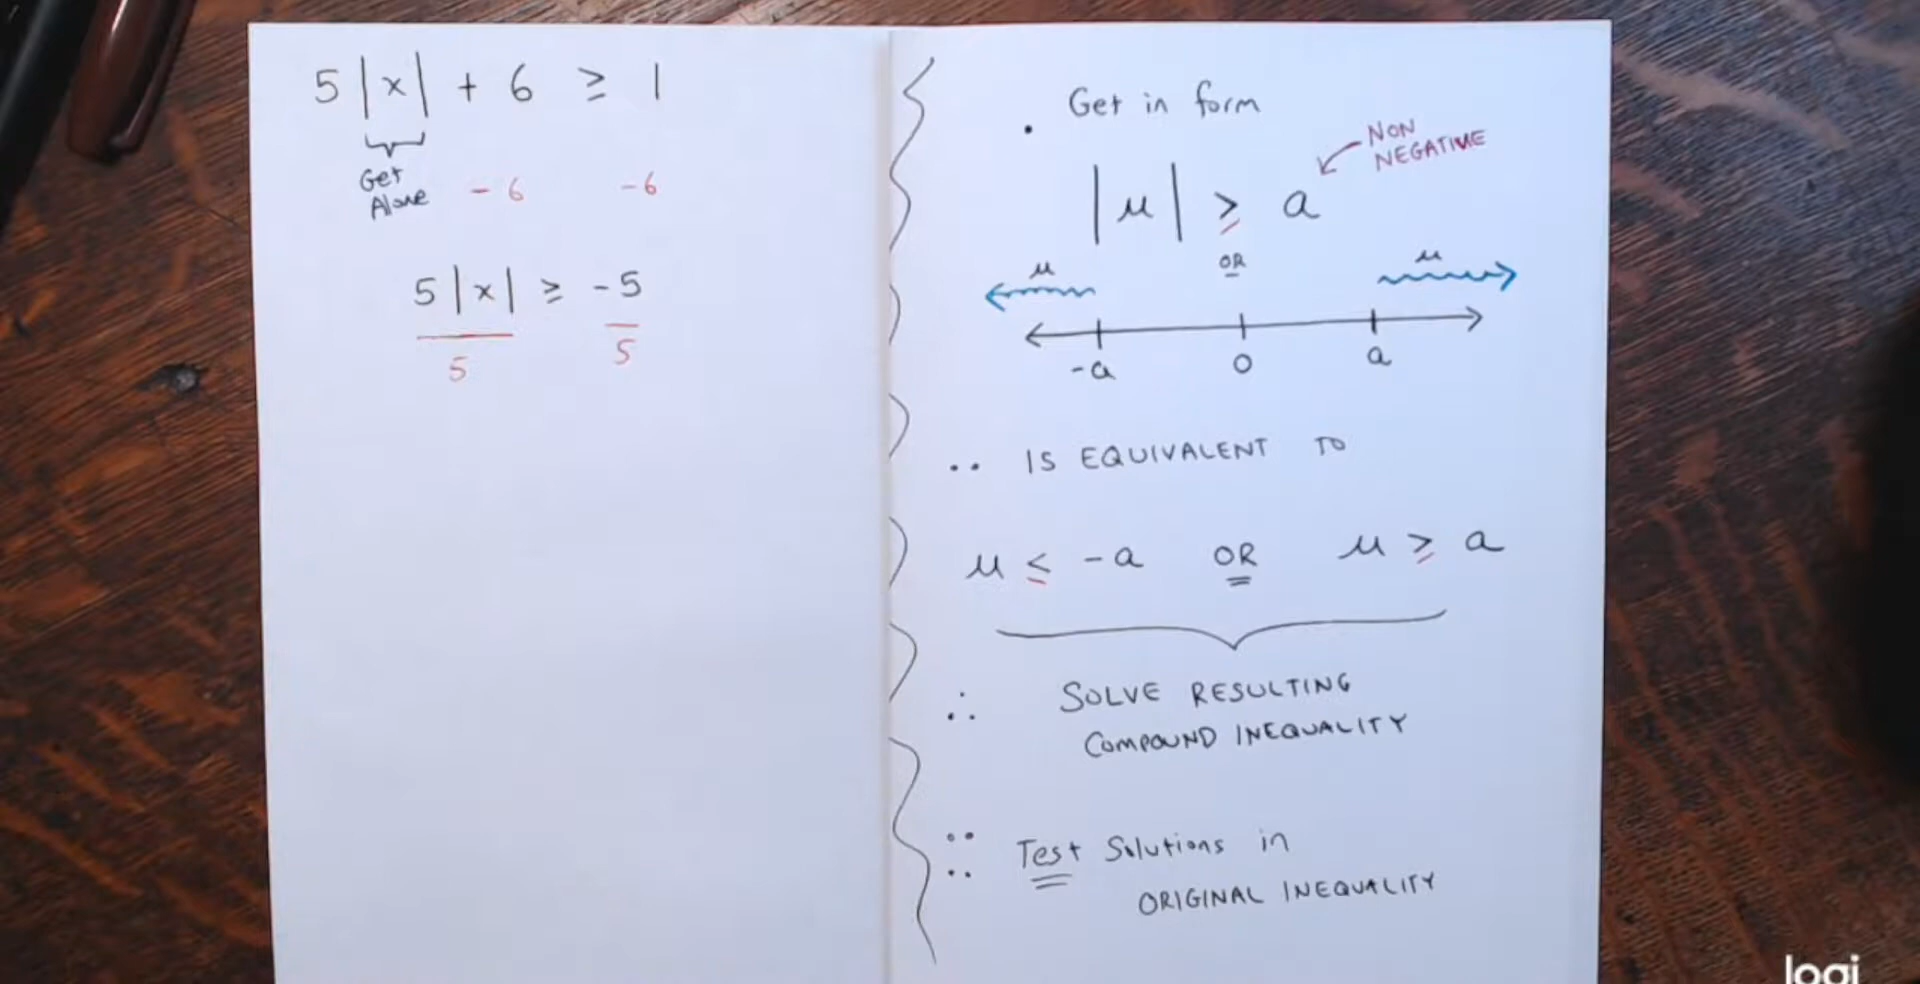 5|x| + 6 ≥ 1
Get
Alone
-6 -6
5|x| ≥ -5
5 5
. Get in form
NON
NEGATIVE
|μ| ≥ a
OR
μ μ
-a 0 a
.. IS EQUIVALENT TO
μ ≤ -a OR μ ≥ a
∴ SOLVE RESULTING
COMPOUND INEQUALITY
:: Test Solutions in
ORIGINAL INEQUALITY
logi